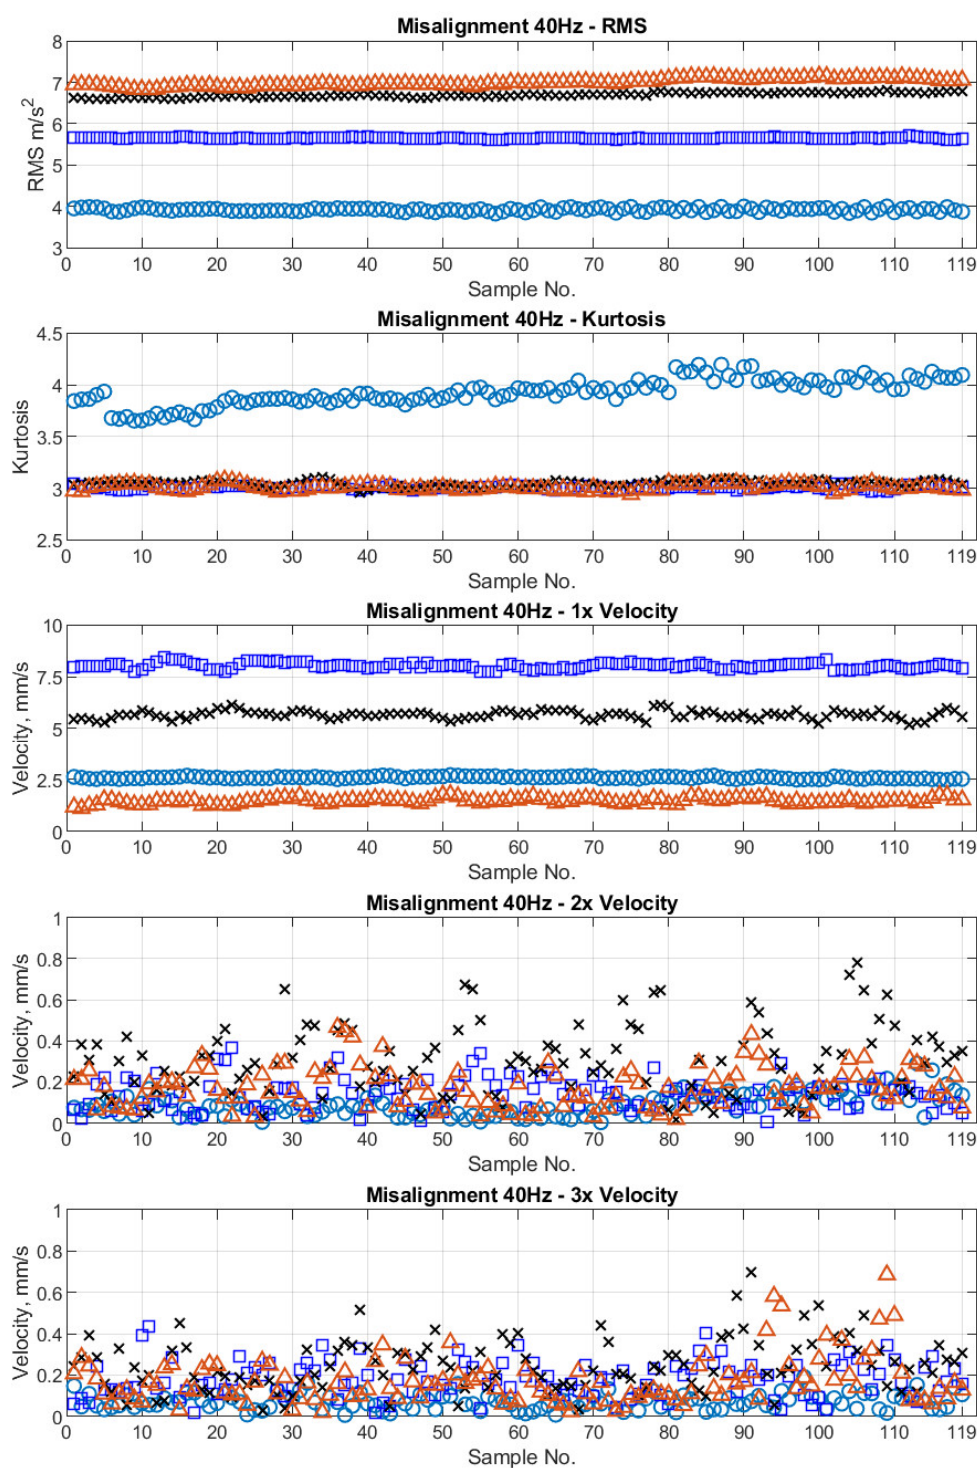 Misalignment 40Hz - RMS
RMS m/s²
8
7
6
5
4
3
0 10 20 30 40 50 60 70 80 90 100 110 119
Sample No.
Misalignment 40Hz - Kurtosis
Kurtosis
4.5
4
3.5
3
2.5
0 10 20 30 40 50 60 70 80 90 100 110 119
Sample No.
Misalignment 40Hz - 1x Velocity
Velocity, mm/s
10
7.5
5
2.5
0
0 10 20 30 40 50 60 70 80 90 100 110 119
Sample No.
Misalignment 40Hz - 2x Velocity
Velocity, mm/s
1
0.8
0.6
0.4
0.2
0
0 10 20 30 40 50 60 70 80 90 100 110 119
Sample No.
Misalignment 40Hz - 3x Velocity
Velocity, mm/s
1
0.8
0.6
0.4
0.2
0
0 10 20 30 40 50 60 70 80 90 100 110 119
Sample No.